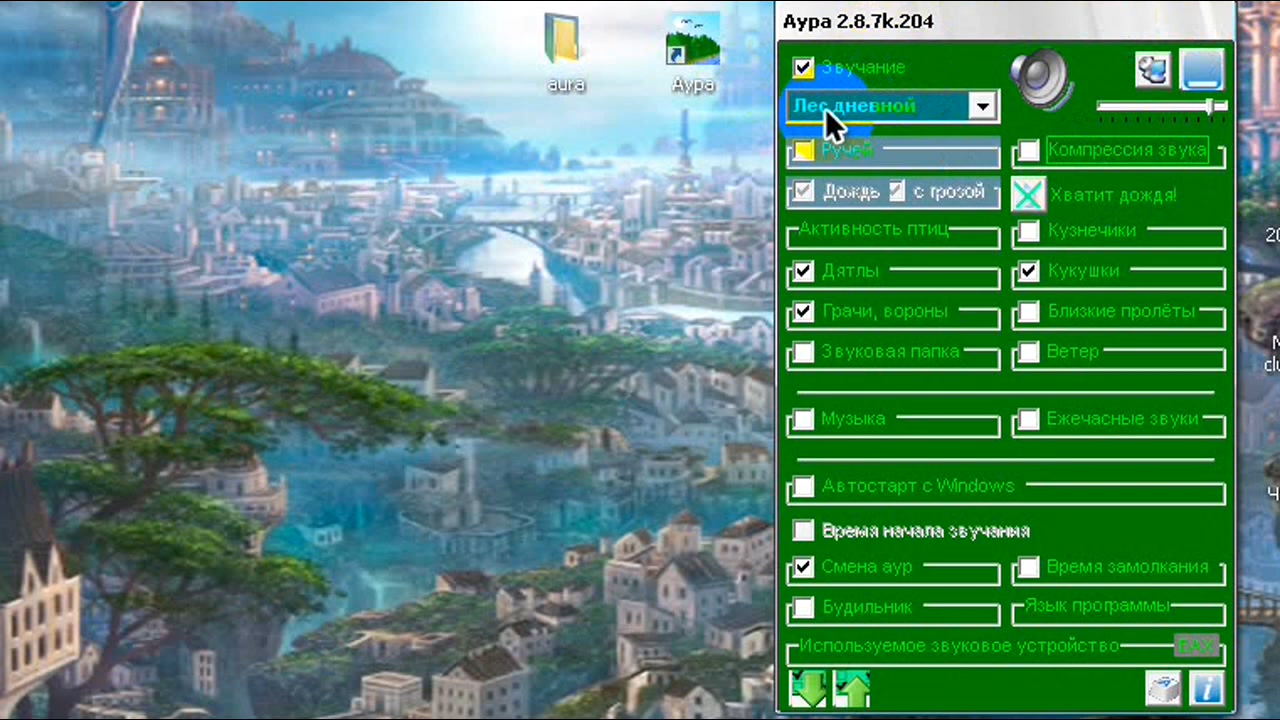 Аура 2.8.7k.204
aura
Аура
Звучание
Лес дневной
Ручей
Компрессия звука
Дождь с грозой
Хватит дождя!
Активность птиц
Кузнечики
Дятлы
Кукушки
Грачи, вороны
Близкие пролёты
Звуковая папка
Ветер
Музыка
Ежечасные звуки
Автостарт с Windows
Время начала звучания
Смена аур
Время замолкания
Будильник
Язык программы
Используемое звуковое устройство